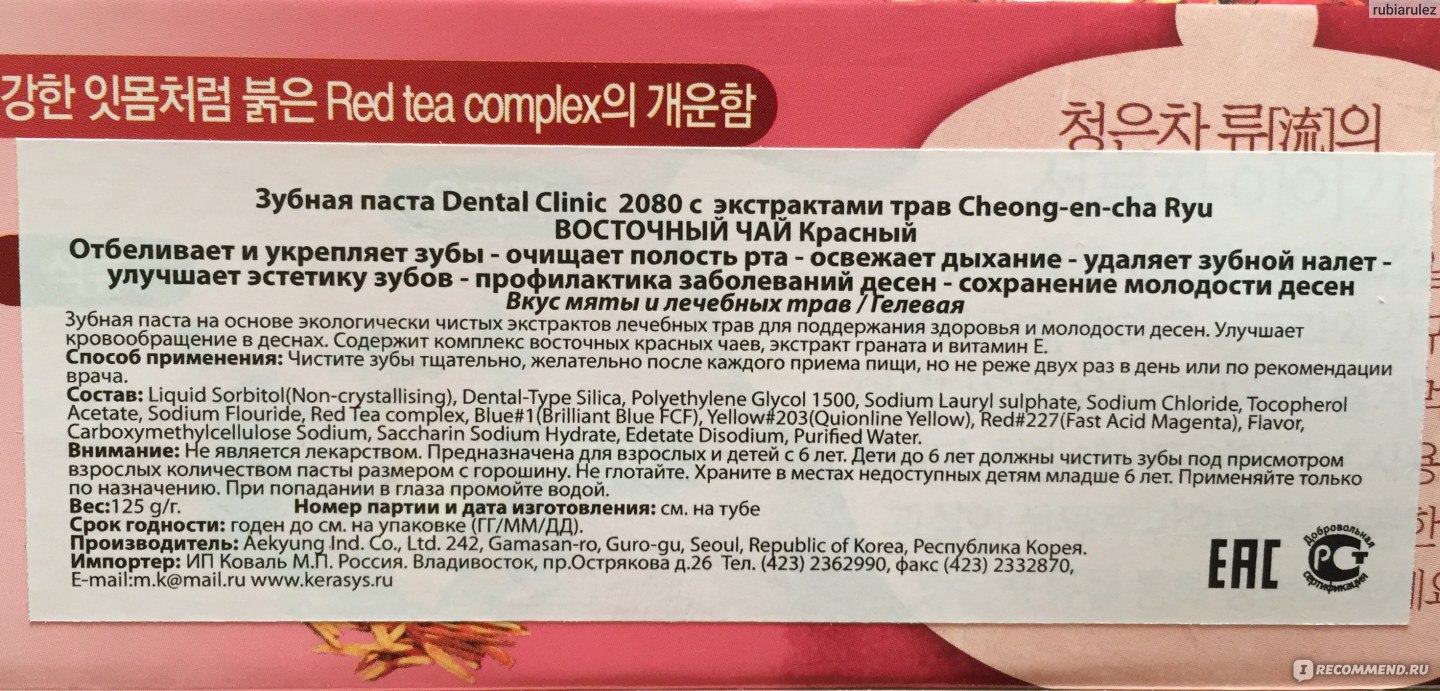 rubiarulez
강한 잇몸처럼 붉은 Red tea complex의 개운함
청은차 류[流]의
Зубная паста Dental Clinic 2080 с экстрактами трав Cheong-en-cha Ryu
ВОСТОЧНЫЙ ЧАЙ Красный
Отбеливает и укрепляет зубы - очищает полость рта - освежает дыхание - удаляет зубной налет -
улучшает эстетику зубов - профилактика заболеваний десен - сохранение молодости десен
Вкус мяты и лечебных трав / Гелевая
Зубная паста на основе экологически чистых экстрактов лечебных трав для поддержания здоровья и молодости десен. Улучшает
кровообращение в деснах. Содержит комплекс восточных красных чаев, экстракт граната и витамин Е.
Способ применения: Чистите зубы тщательно, желательно после каждого приема пищи, но не реже двух раз в день или по рекомендации
врача.
Состав: Liquid Sorbitol(Non-crystallising), Dental-Type Silica, Polyethylene Glycol 1500, Sodium Lauryl sulphate, Sodium Chloride, Tocopherol
Acetate, Sodium Flouride, Red Tea complex, Blue#1(Brilliant Blue FCF), Yellow#203(Quionline Yellow), Red#227(Fast Acid Magenta), Flavor,
Carboxymethylcellulose Sodium, Saccharin Sodium Hydrate, Edetate Disodium, Purified Water.
Внимание: Не является лекарством. Предназначена для взрослых и детей с 6 лет. Дети до 6 лет должны чистить зубы под присмотром
взрослых количеством пасты размером с горошину. Не глотайте. Храните в местах недоступных детям младше 6 лет. Применяйте только
по назначению. При попадании в глаза промойте водой.
Вес:125 g/г. Номер партии и дата изготовления: см. на тубе
Срок годности: годен до см. на упаковке (ГГ/ММ/ДД).
Производитель: Aekyung Ind. Co., Ltd. 242, Gamasan-ro, Guro-gu, Seoul, Republic of Korea, Республика Корея.
Импортер: ИП Коваль М.П. Россия. Владивосток, пр.Острякова д.26 Тел. (423) 2362990, факс (423) 2332870,
E-mail:m.k@mail.ru www.kerasys.ru
EAC
Добровольная
РСТ
сертификация
I RECOMMEND.RU